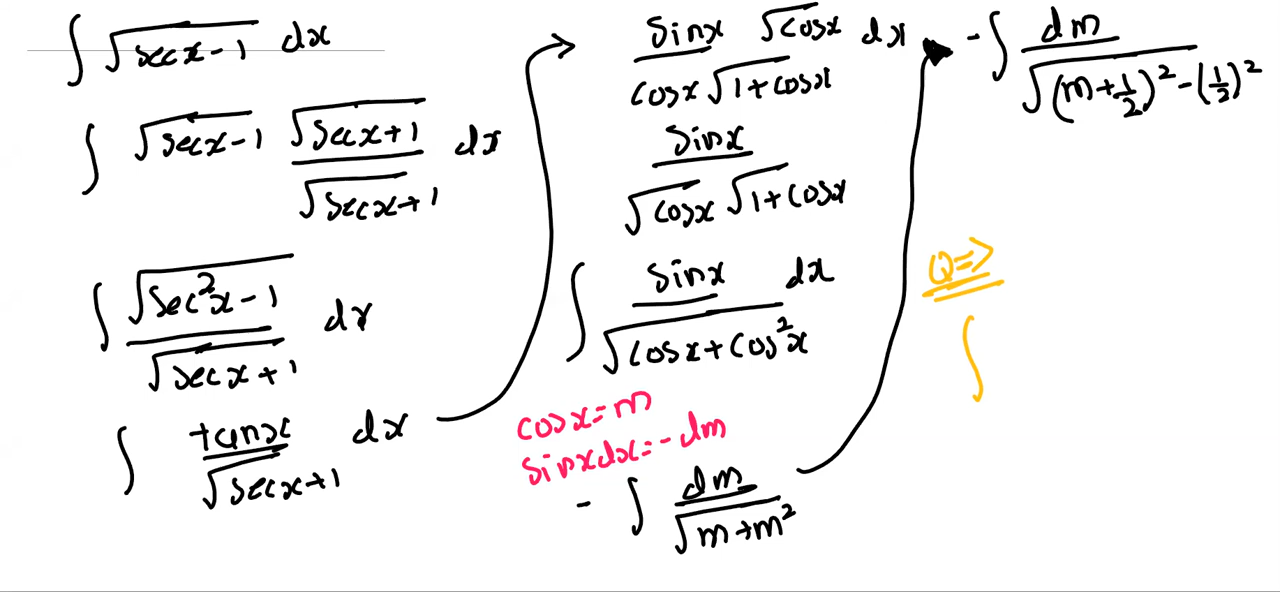 ∫ √(secx-1) dx
∫ √(secx-1) √(secx+1)/√(secx+1) dx
∫ √(sec²x-1)/√(secx+1) dx
∫ tanx/√(secx+1) dx
sinx √cosx/cosx√(1+cosx) dx
sinx/√cosx √(1+cosx)
∫ sinx/√(cosx+cos²x) dx
cosx=m
sinxdx=-dm
- ∫ dm/√(m+m²)
- ∫ dm/√((m+1/2)²-(1/2)²)
Q=>
∫